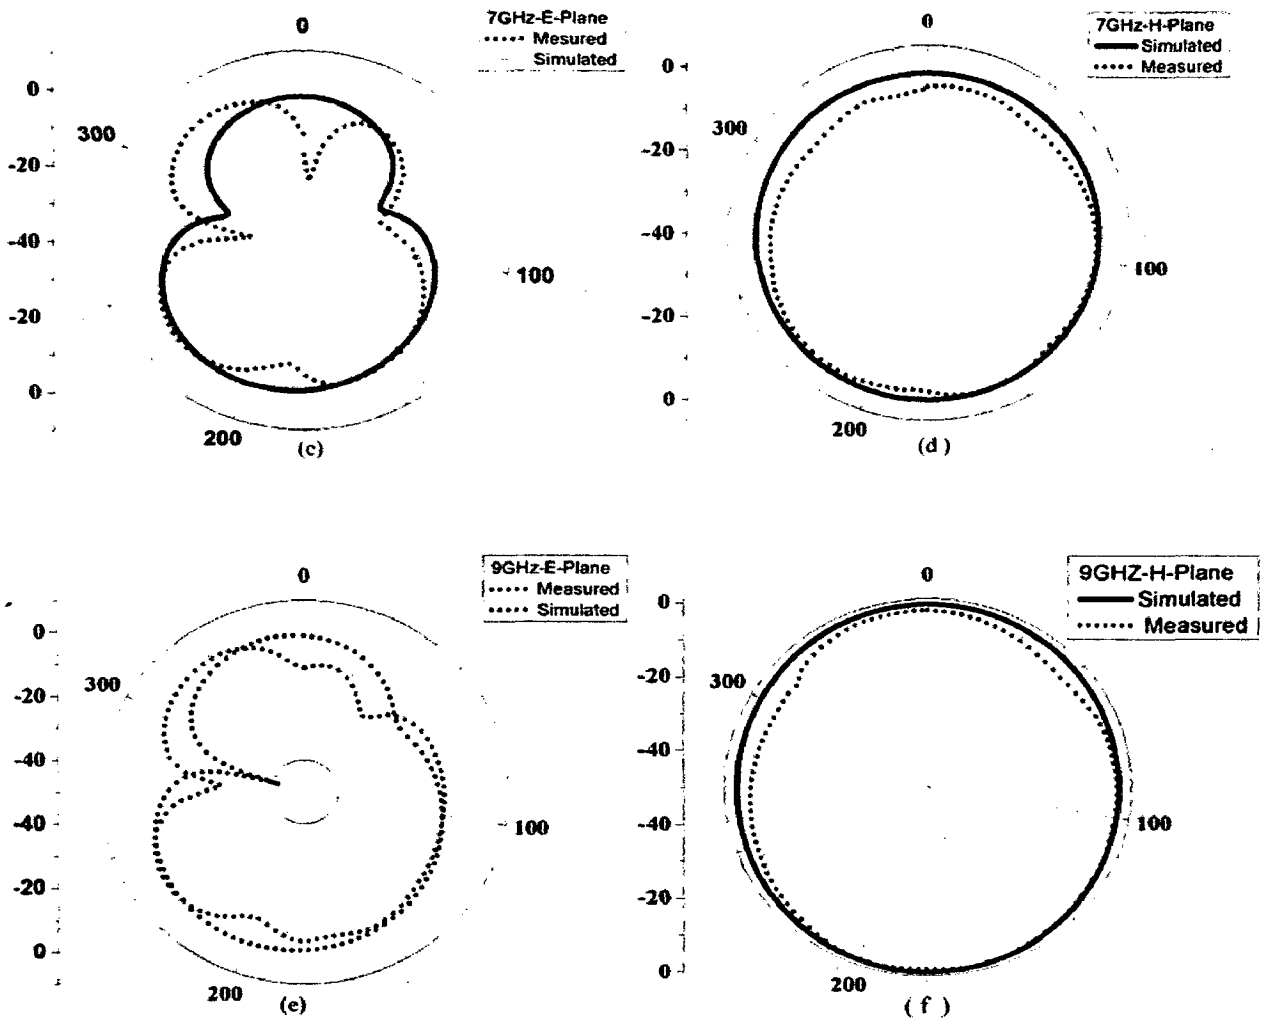 7GHz-E-Plane
Mesured
Simulated
0
0
-20
-40
-20
0
300
100
200
(c)
7GHz-H-Plane
Simulated
Measured
0
0
-20
-40
-20
0
300
100
200
(d)
9GHz-E-Plane
Measured
Simulated
0
0
-20
-40
-40
-20
0
300
100
200
(e)
9GHZ-H-Plane
Simulated
Measured
0
0
-20
-40
-40
-20
0
300
100
200
( f )